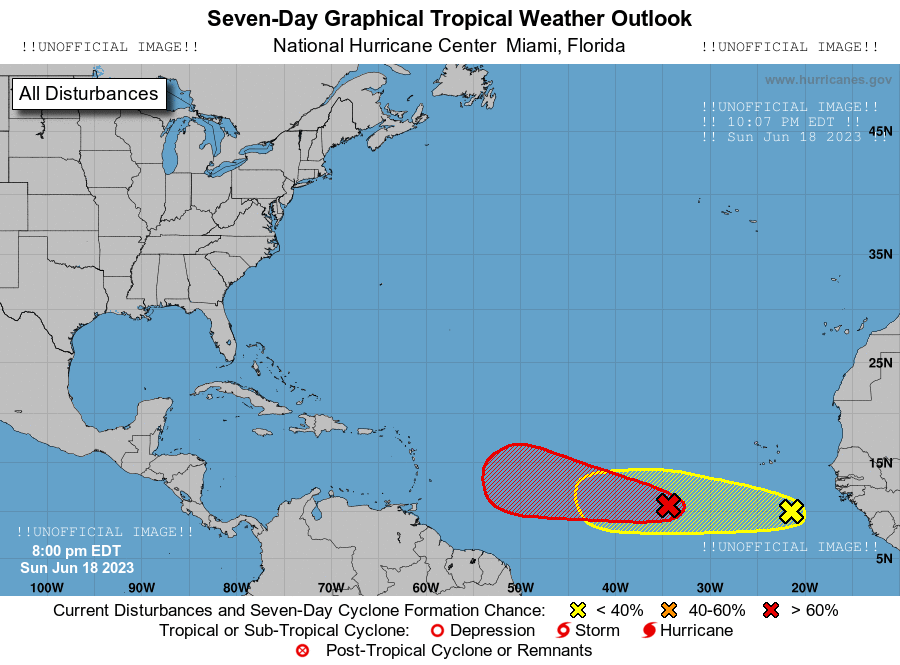 Seven-Day Graphical Tropical Weather Outlook
!!UNOFFICIAL IMAGE!! National Hurricane Center Miami, Florida !!UNOFFICIAL IMAGE!!
www.hurricanes.gov
All Disturbances
!!UNOFFICIAL IMAGE!!
!! 10:07 PM EDT !!
!! Sun Jun 18 2023 !!
45N
35N
25N
15N
!!UNOFFICIAL IMAGE!!
8:00 pm EDT
Sun Jun 18 2023
!!UNOFFICIAL IMAGE!!
5N
100W 90W 80W 70W 60W 50W 40W 30W 20W
Current Disturbances and Seven-Day Cyclone Formation Chance: < 40% 40-60% > 60%
Tropical or Sub-Tropical Cyclone: Depression Storm Hurricane
Post-Tropical Cyclone or Remnants